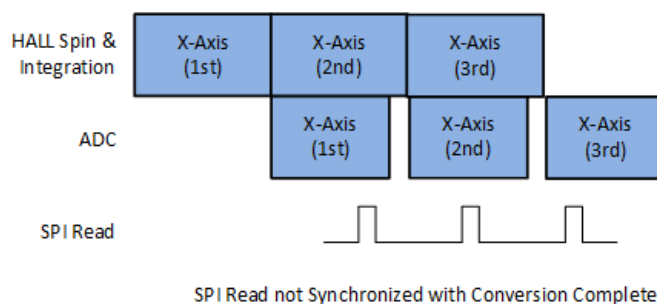 HALL Spin &
Integration
X-Axis
(1st)
X-Axis
(2nd)
X-Axis
(3rd)
ADC
X-Axis
(1st)
X-Axis
(2nd)
X-Axis
(3rd)
SPI Read
SPI Read not Synchronized with Conversion Complete